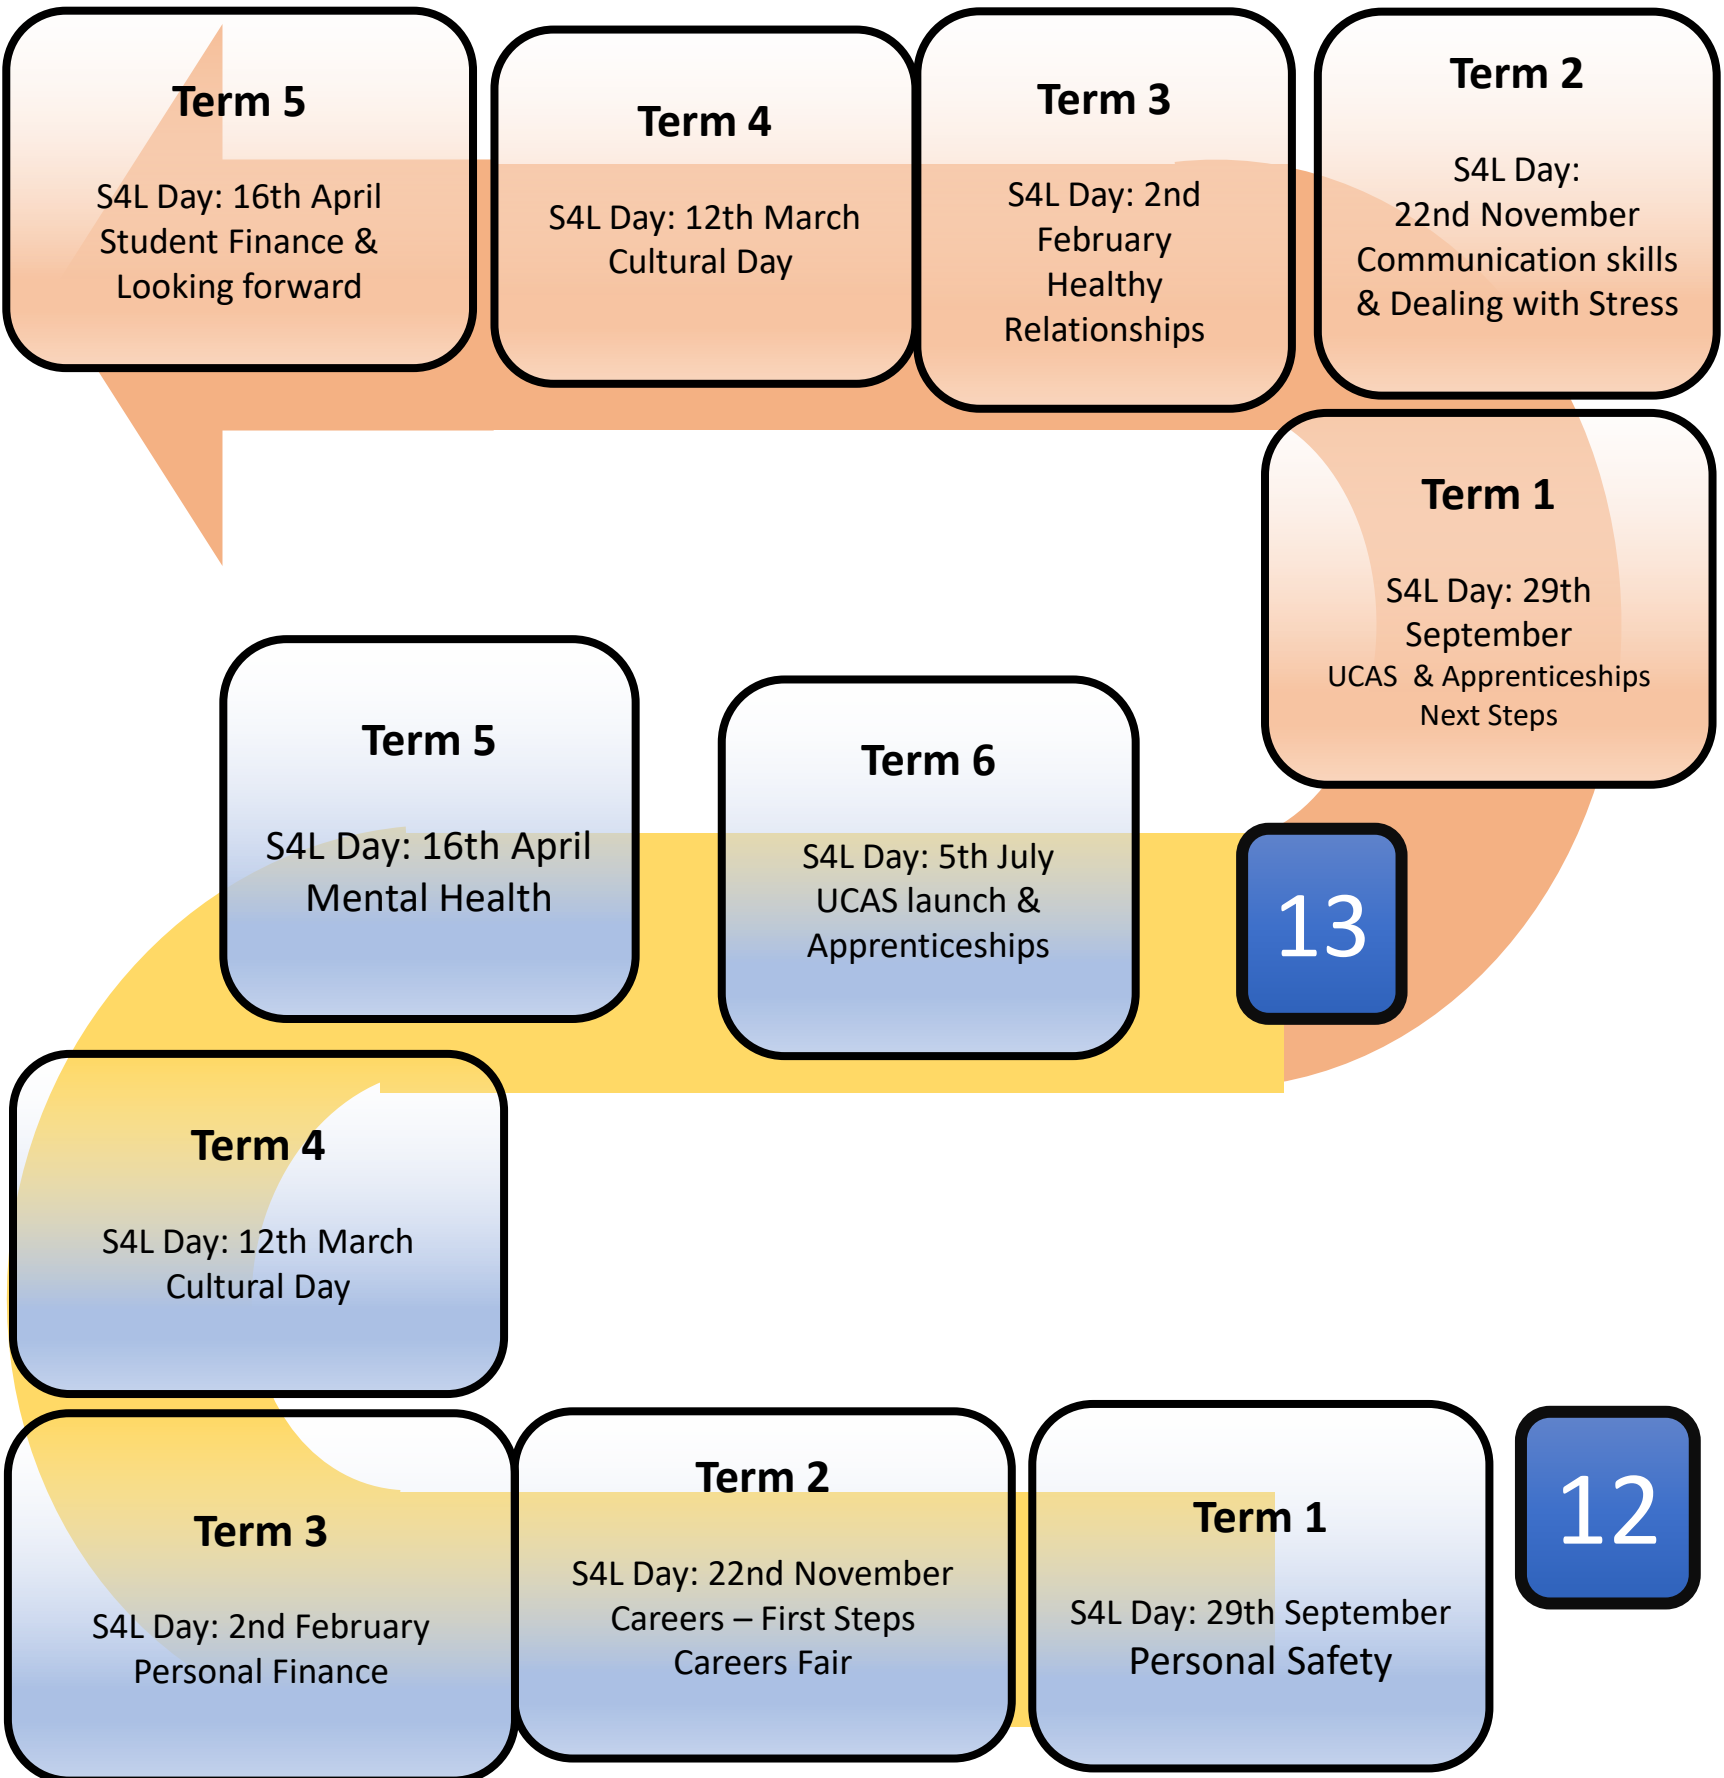 Term 5
S4L Day: 16th April
Student Finance &
Looking forward
Term 4
S4L Day: 12th March
Cultural Day
Term 3
S4L Day: 2nd
February
Healthy
Relationships
Term 2
S4L Day:
22nd November
Communication skills
& Dealing with Stress
Term 1
S4L Day: 29th
September
UCAS  & Apprenticeships
Next Steps
Term 5
S4L Day: 16th April
Mental Health
Term 6
S4L Day: 5th July
UCAS launch &
Apprenticeships
13
Term 4
S4L Day: 12th March
Cultural Day
Term 3
S4L Day: 2nd February
Personal Finance
Term 2
S4L Day: 22nd November
Careers – First Steps
Careers Fair
Term 1
S4L Day: 29th September
Personal Safety
12